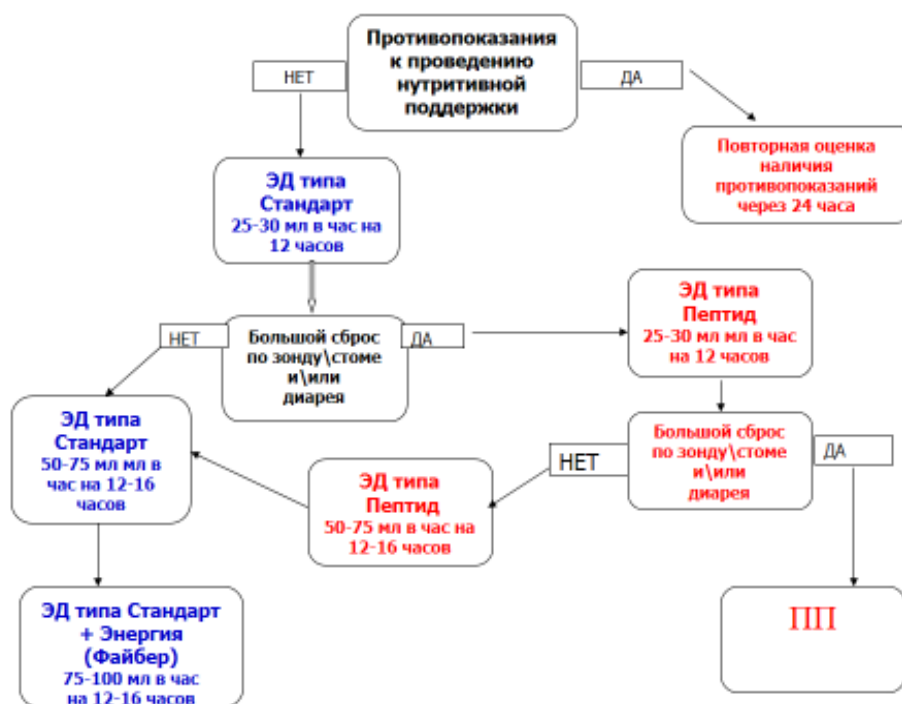 Противопоказания
к проведению
нутритивной
поддержки
НЕТ
ДА
Повторная оценка
наличия
противопоказаний
через 24 часа
ЭД типа
Стандарт
25-30 мл в час на
12 часов
Большой сброс
по зонду\стоме
и\или
диарея
НЕТ
ДА
ЭД типа
Пептид
25-30 мл мл в час
на 12 часов
Большой сброс
по зонду\стоме
и\или
диарея
НЕТ
ДА
ЭД типа
Стандарт
50-75 мл мл в
час на 12-16
часов
ЭД типа
Пептид
50-75 мл в час на
12-16 часов
ЭД типа Стандарт
+ Энергия
(Файбер)
75-100 мл в час
на 12-16 часов
ПП